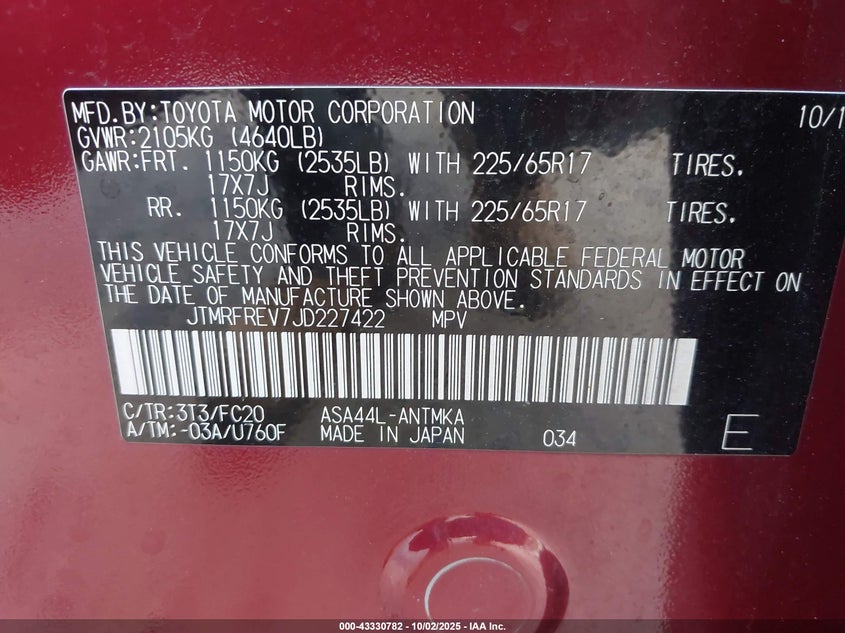 MFD.BY:TOYOTA MOTOR CORPORATION 10/1
GVWR:2105KG (4640LB)
GAWR:FRT. 1150KG (2535LB) WITH 225/65R17 TIRES.
17X7J RIMS.
RR. 1150KG (2535LB) WITH 225/65R17 TIRES.
17X7J RIMS.
THIS VEHICLE CONFORMS TO ALL APPLICABLE FEDERAL MOTOR
VEHICLE SAFETY AND THEFT PREVENTION STANDARDS IN EFFECT ON
THE DATE OF MANUFACTURE SHOWN ABOVE.
JTMRFREV7JD227422 MPV
C/TR:3T3/FC20 ASA44L-ANTMKA
A/TM:-03A/U760F MADE IN JAPAN 034 E
000-43330782 - 10/02/2025 - IAA Inc.